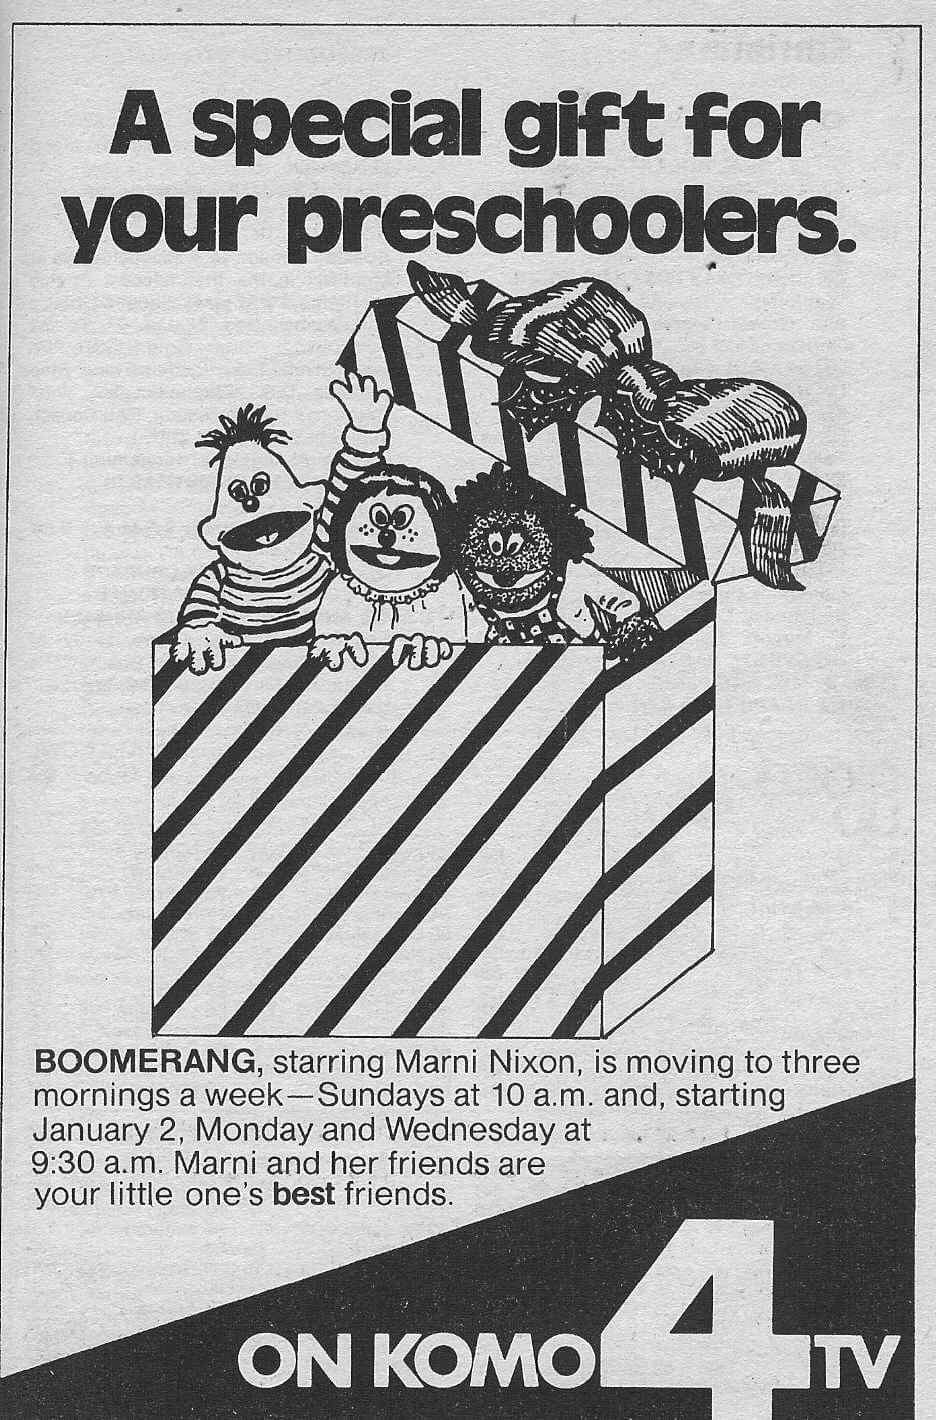 A special gift for
your preschoolers.
BOOMERANG, starring Marni Nixon, is moving to three
mornings a week—Sundays at 10 a.m. and, starting
January 2, Monday and Wednesday at
9:30 a.m. Marni and her friends are
your little one's best friends.
ON KOMO 4 TV